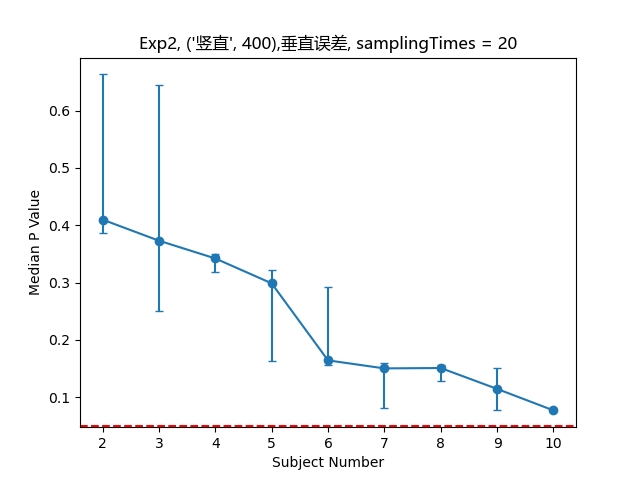 Exp2, ('竖直', 400),垂直误差, samplingTimes = 20
Median P Value
0.6
0.5
0.4
0.3
0.2
0.1
2 3 4 5 6 7 8 9 10
Subject Number